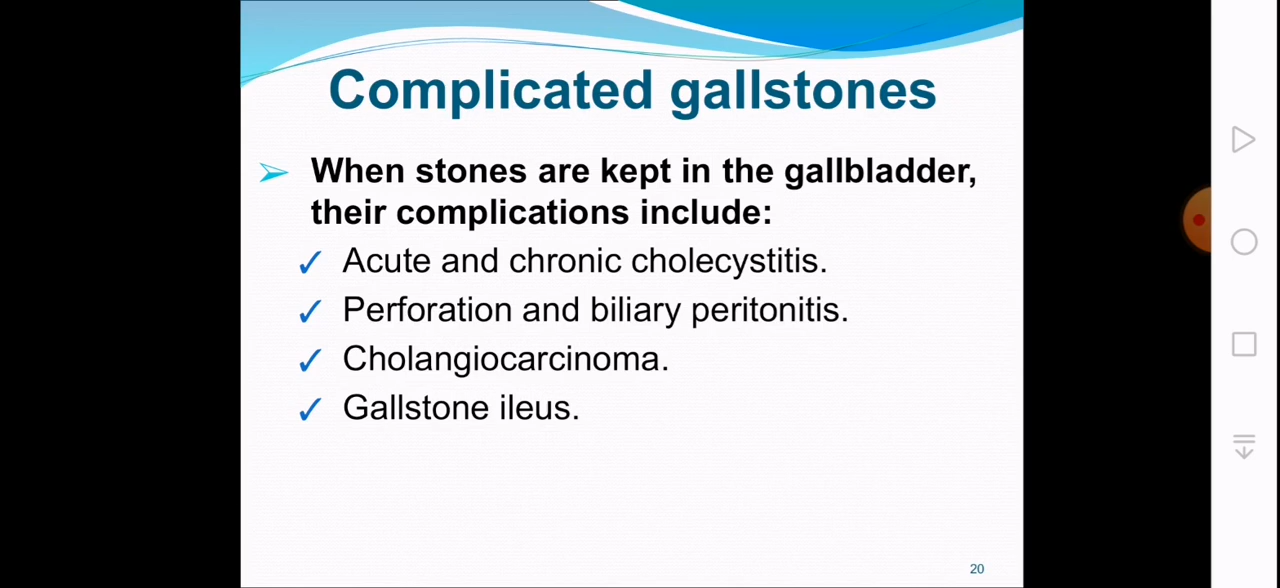 Complicated gallstones
➢ When stones are kept in the gallbladder,
their complications include:
✓ Acute and chronic cholecystitis.
✓ Perforation and biliary peritonitis.
✓ Cholangiocarcinoma.
✓ Gallstone ileus.
20